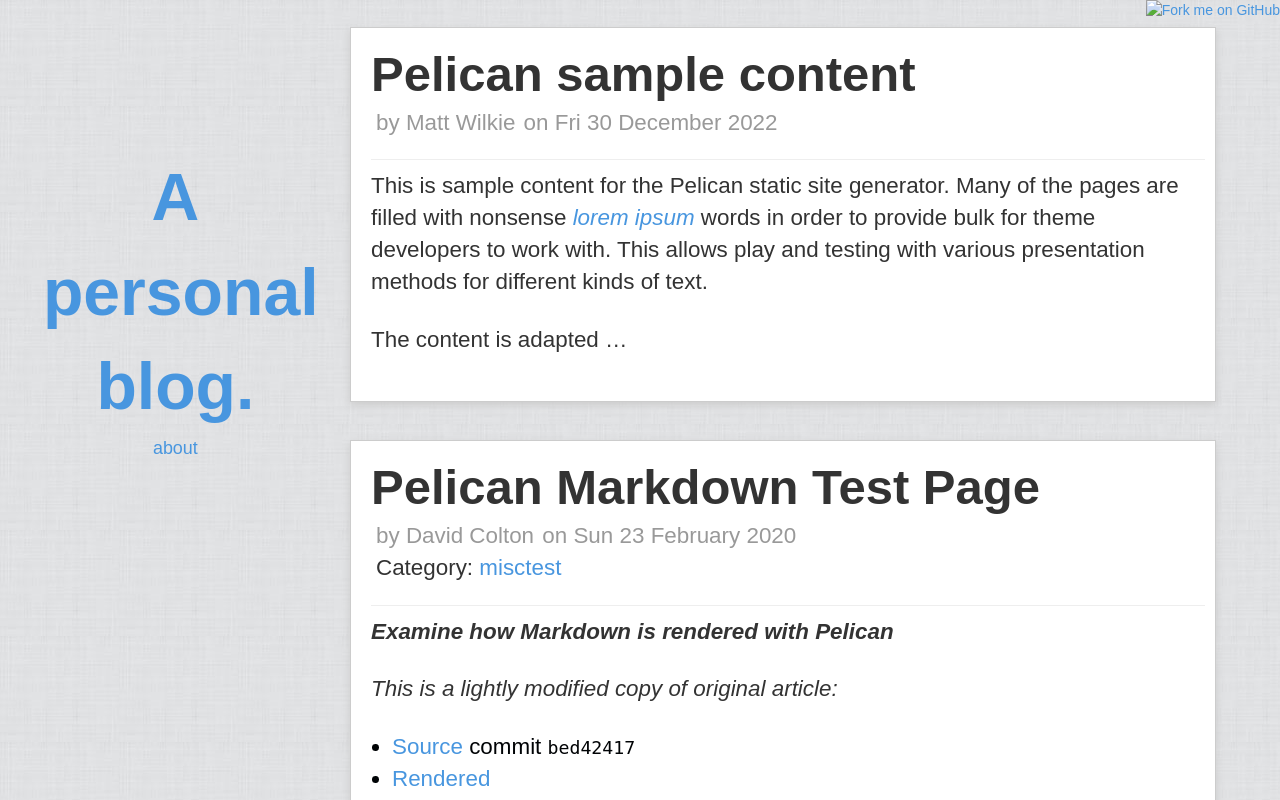 Fork me on GitHub
A
personal
blog.
about
Pelican sample content
by Matt Wilkie on Fri 30 December 2022
This is sample content for the Pelican static site generator. Many of the pages are
filled with nonsense lorem ipsum words in order to provide bulk for theme
developers to work with. This allows play and testing with various presentation
methods for different kinds of text.
The content is adapted …
Pelican Markdown Test Page
by David Colton on Sun 23 February 2020
Category: misctest
Examine how Markdown is rendered with Pelican
This is a lightly modified copy of original article:
Source commit bed42417
Rendered